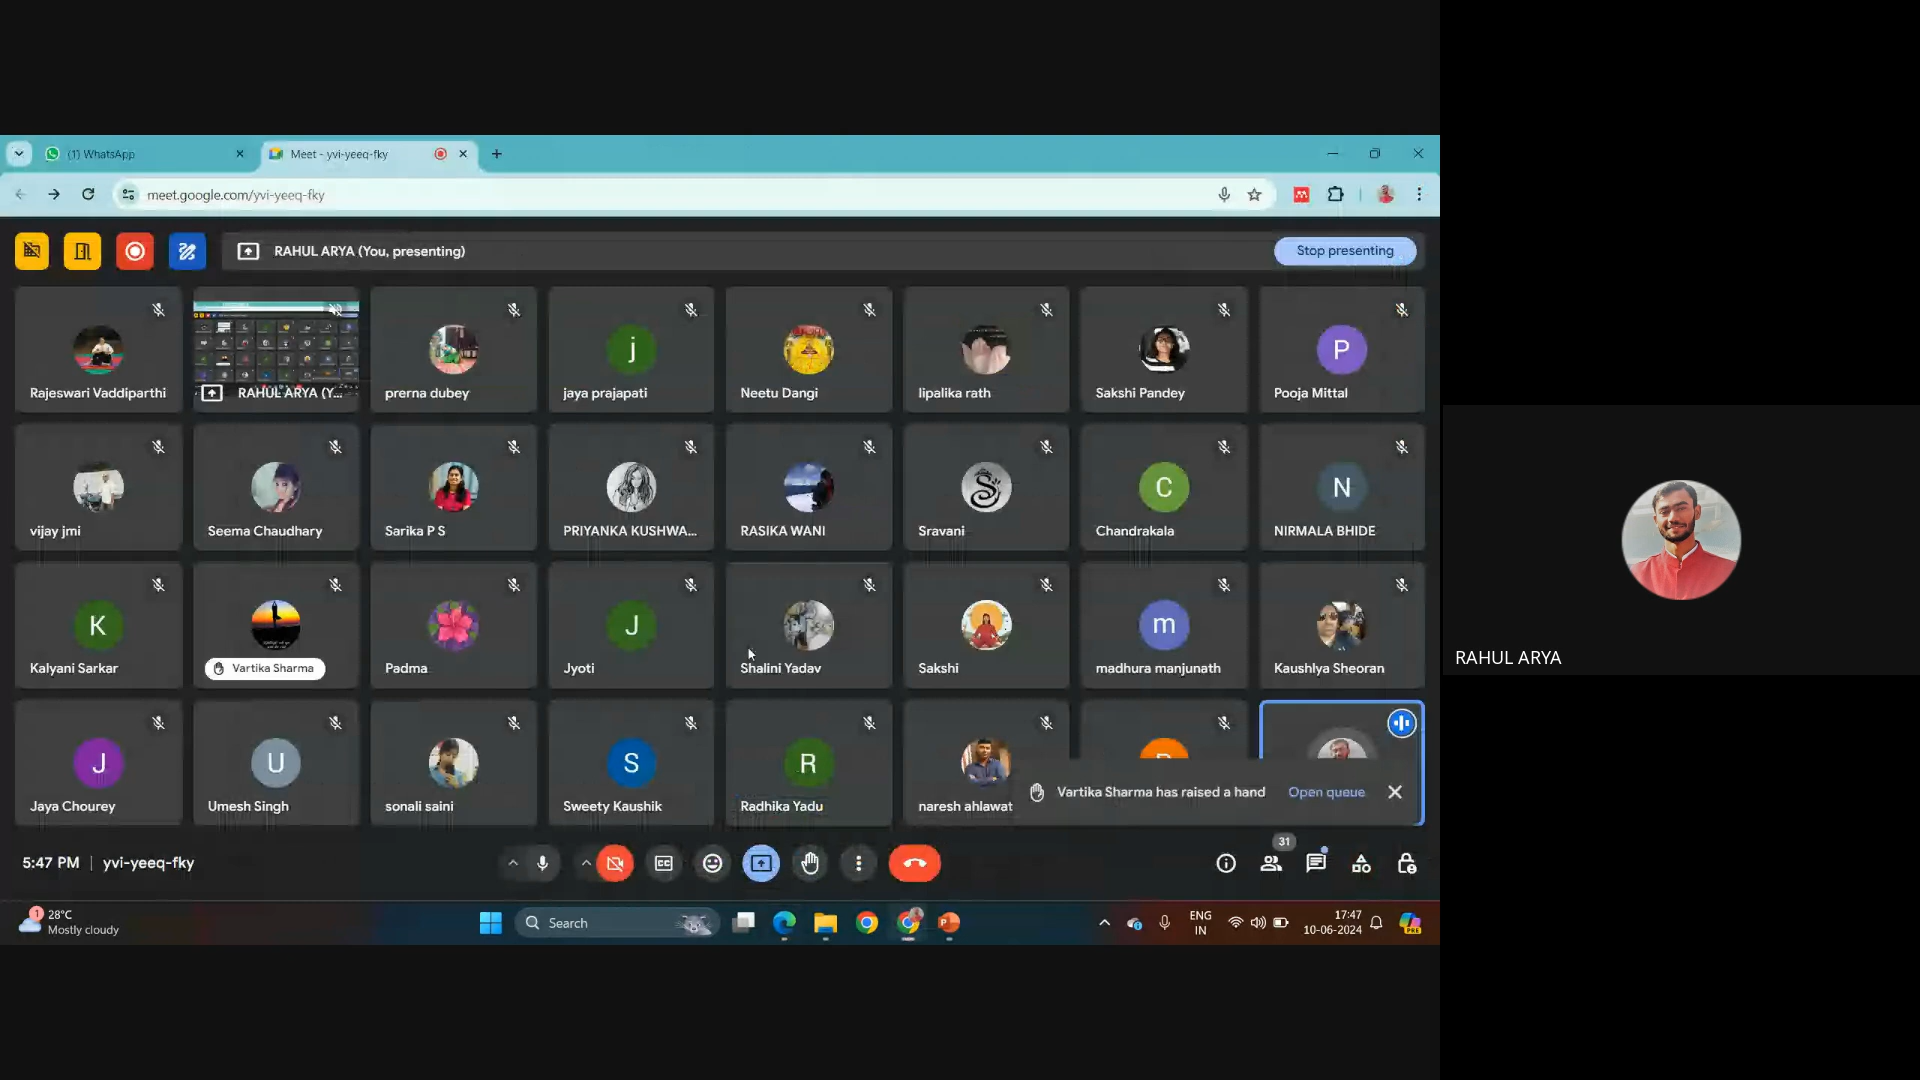 (1) WhatsApp
Meet - yvi-yeeq-fky
meet.google.com/yvi-yeeq-fky
RAHUL ARYA (You, presenting)
Stop presenting
Rajeswari Vaddiparthi
RAHUL ARYA (Y...
prerna dubey
j
jaya prajapati
Neetu Dangi
lipalika rath
Sakshi Pandey
P
Pooja Mittal
vijay jmi
Seema Chaudhary
Sarika P S
PRIYANKA KUSHWA...
RASIKA WANI
Sravani
C
Chandrakala
N
NIRMALA BHIDE
K
Kalyani Sarkar
Vartika Sharma
Padma
J
Jyoti
Shalini Yadav
Sakshi
m
madhura manjunath
Kaushlya Sheoran
RAHUL ARYA
J
Jaya Chourey
U
Umesh Singh
sonali saini
S
Sweety Kaushik
R
Radhika Yadu
naresh ahlawat
Vartika Sharma has raised a hand
Open queue
5:47 PM | yvi-yeeq-fky
CC
31
1
28°C
Mostly cloudy
Search
ENG
IN
17:47
10-06-2024
PRE